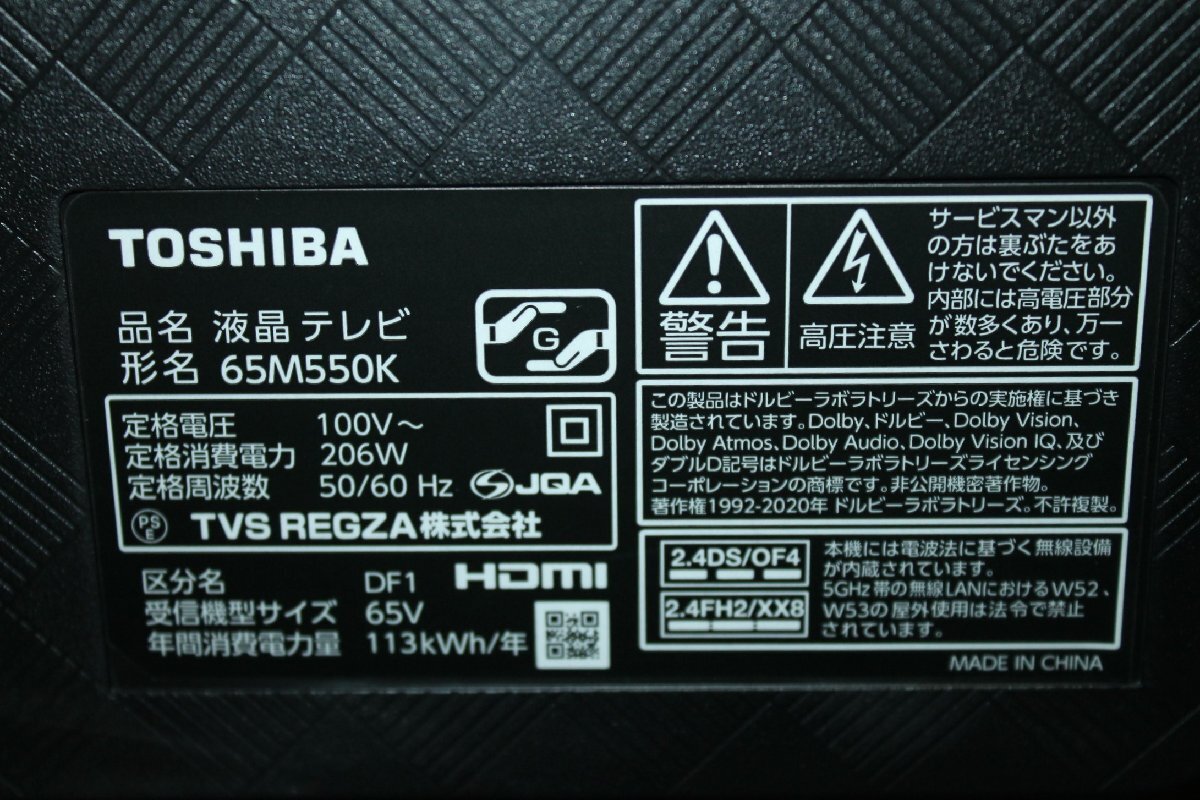 TOSHIBA
品名 液晶テレビ
形名 65M550K
G
定格電圧 100V～
定格消費電力 206W
定格周波数 50/60 Hz JQA
PSE TVS REGZA株式会社
区分名 DF1 HDMI
受信機型サイズ 65V
年間消費電力量 113kWh/年
警告
高圧注意
サービスマン以外
の方は裏ぶたをあ
けないでください。
内部には高電圧部分
が数多くあり、万一
さわると危険です。
この製品はドルビーラボラトリーズからの実施権に基づき
製造されています。Dolby、ドルビー、Dolby Vision、
Dolby Atmos、Dolby Audio、Dolby Vision IQ、及び
ダブルD記号はドルビーラボラトリーズライセンシング
コーポレーションの商標です。非公開機密著作物。
著作権1992-2020年 ドルビーラボラトリーズ。不許複製。
2.4DS/OF4
2.4FH2/XX8
本機には電波法に基づく無線設備
が内蔵されています。
5GHz帯の無線LANにおけるW52、
W53の屋外使用は法令で禁止
されています。
MADE IN CHINA